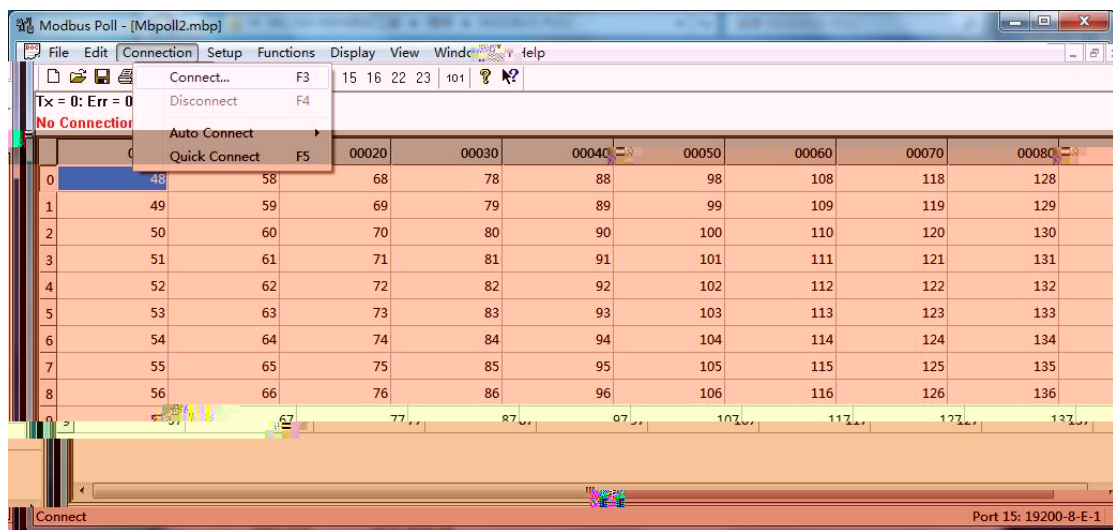 Modbus Poll - [Mbpoll2.mbp]
File Edit Connection Setup Functions Display View Help
Connect... F3 15 16 22 23 101
Tx = 0: Err = 0
Disconnect F4
No Connection
Auto Connect
Quick Connect F5
00020 00030 00040 00050 00060 00070 00080
0 48 58 68 78 88 98 108 118 128
1 49 59 69 79 89 99 109 119 129
2 50 60 70 80 90 100 110 120 130
3 51 61 71 81 91 101 111 121 131
4 52 62 72 82 92 102 112 122 132
5 53 63 73 83 93 103 113 123 133
6 54 64 74 84 94 104 114 124 134
7 55 65 75 85 95 105 115 125 135
8 56 66 76 86 96 106 116 126 136
Connect Port 15: 19200-8-E-1